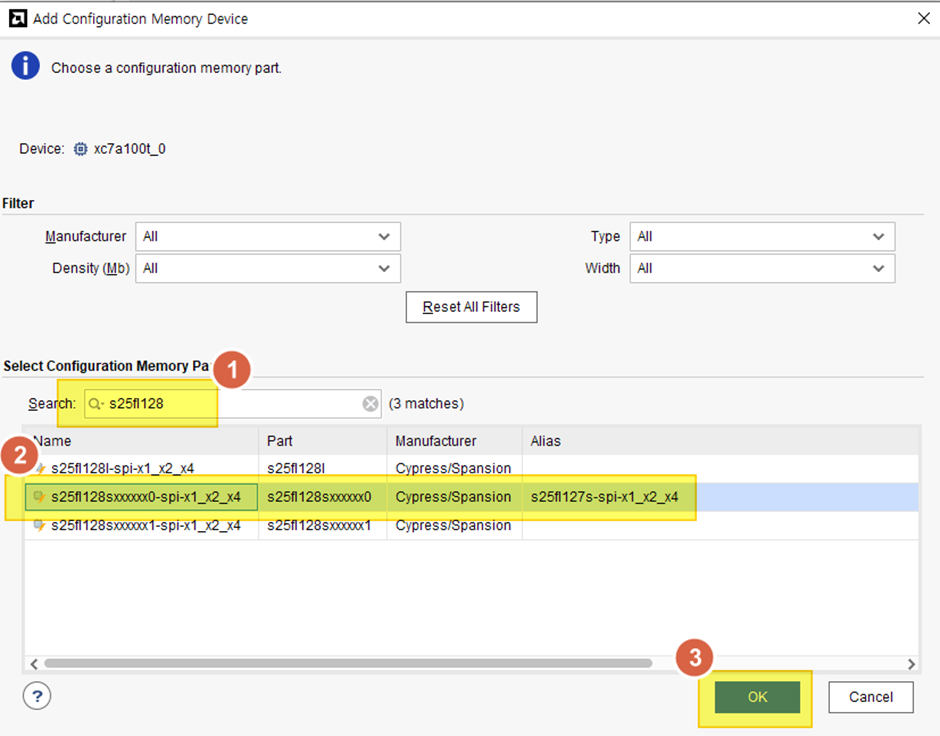 Add Configuration Memory Device
Choose a configuration memory part.
Device: xc7a100t_0
Filter
Manufacturer All Type All
Density (Mb) All Width All
Reset All Filters
Select Configuration Memory Pa
1
Search: s25fl128 (3 matches)
2
Name Part Manufacturer Alias
s25fl128l-spi-x1_x2_x4 s25fl128l Cypress/Spansion
s25fl128sxxxxxx0-spi-x1_x2_x4 s25fl128sxxxxxx0 Cypress/Spansion s25fl127s-spi-x1_x2_x4
s25fl128sxxxxxx1-spi-x1_x2_x4 s25fl128sxxxxxx1 Cypress/Spansion
3
? OK Cancel